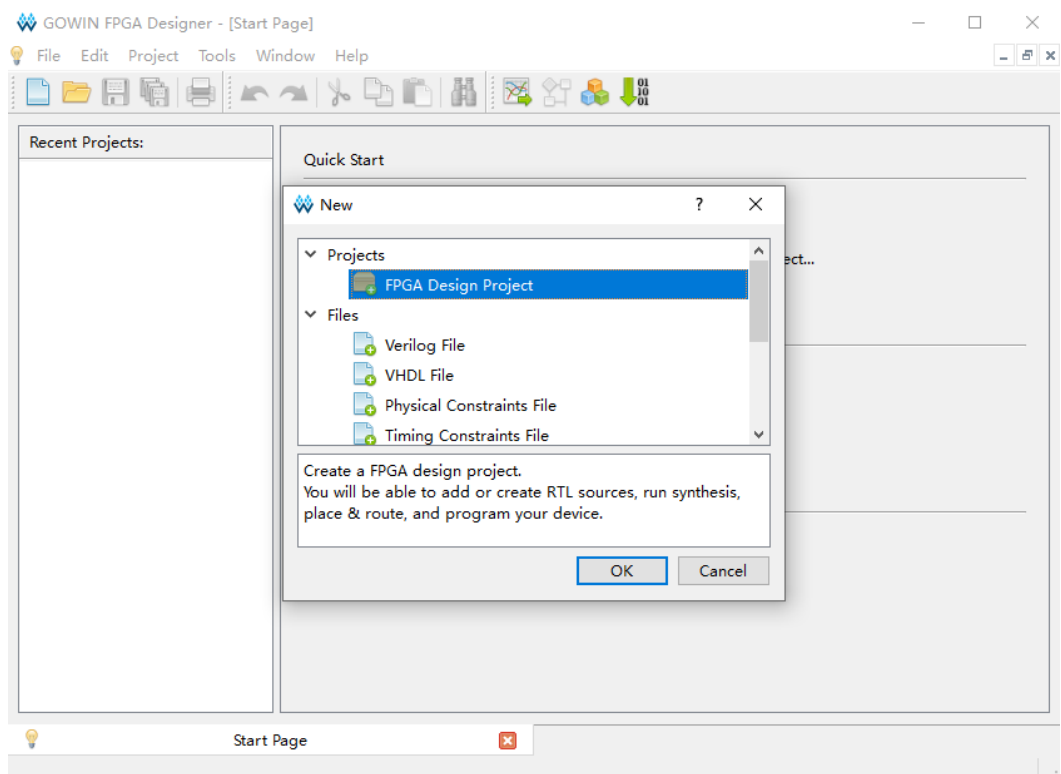 GOWIN FPGA Designer - [Start Page]
File Edit Project Tools Window Help
01
10
01
Recent Projects:
Quick Start
New
?
Projects
ect...
FPGA Design Project
Files
Verilog File
VHDL File
Physical Constraints File
Timing Constraints File
Create a FPGA design project.
You will be able to add or create RTL sources, run synthesis,
place & route, and program your device.
OK Cancel
Start Page